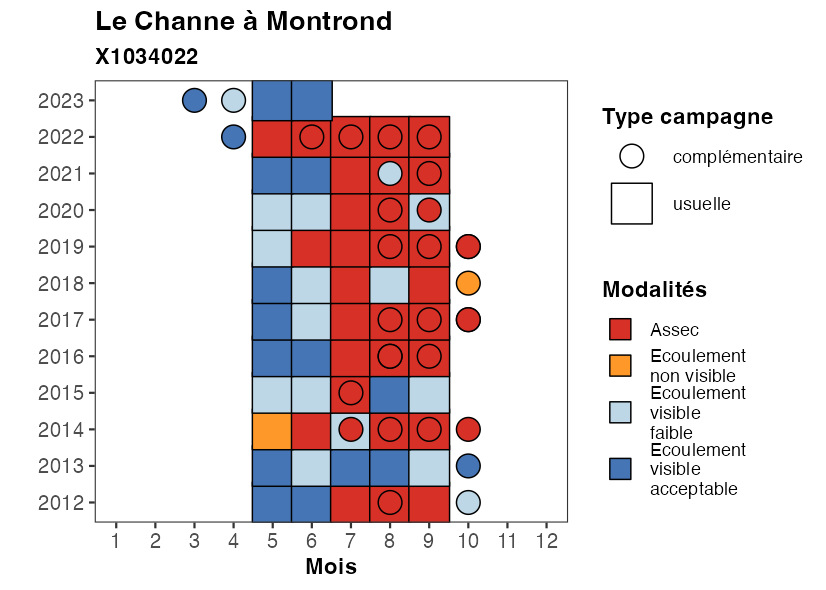 Le Channe à Montrond
X1034022
2023
2022
2021
2020
2019
2018
2017
2016
2015
2014
2013
2012
1 2 3 4 5 6 7 8 9 10 11 12
Mois
Type campagne
complémentaire
usuelle
Modalités
Assec
Ecoulement
non visible
Ecoulement
visible
faible
Ecoulement
visible
acceptable